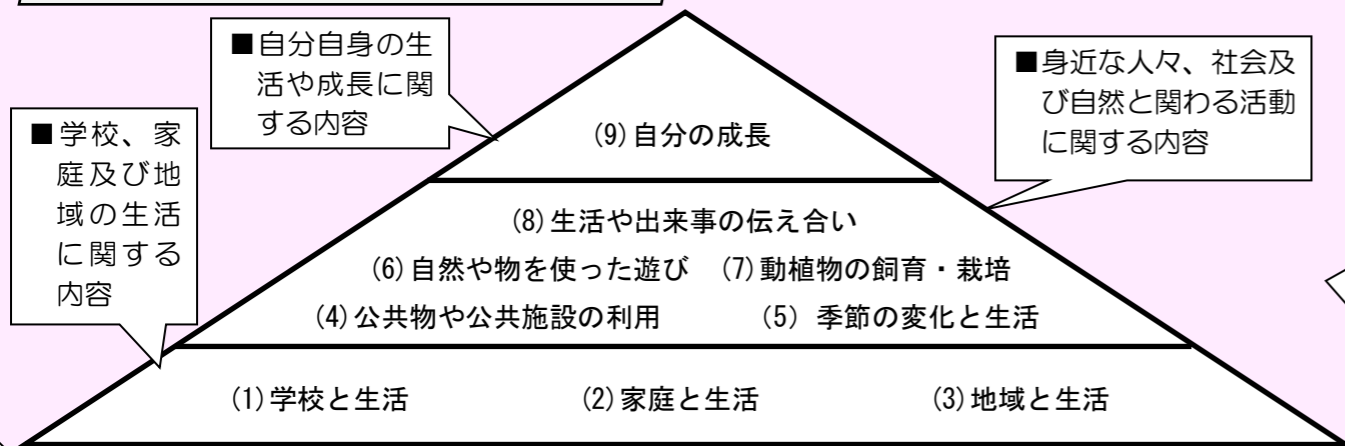 ■自分自身の生
活や成長に関
する内容
■身近な人々、社会及
び自然と関わる活動
に関する内容
■学校、家
庭及び地
域の生活
に関する
内容
(9)自分の成長
(8)生活や出来事の伝え合い
(6)自然や物を使った遊び (7)動植物の飼育・栽培
(4)公共物や公共施設の利用 (5) 季節の変化と生活
(1)学校と生活 (2)家庭と生活 (3)地域と生活